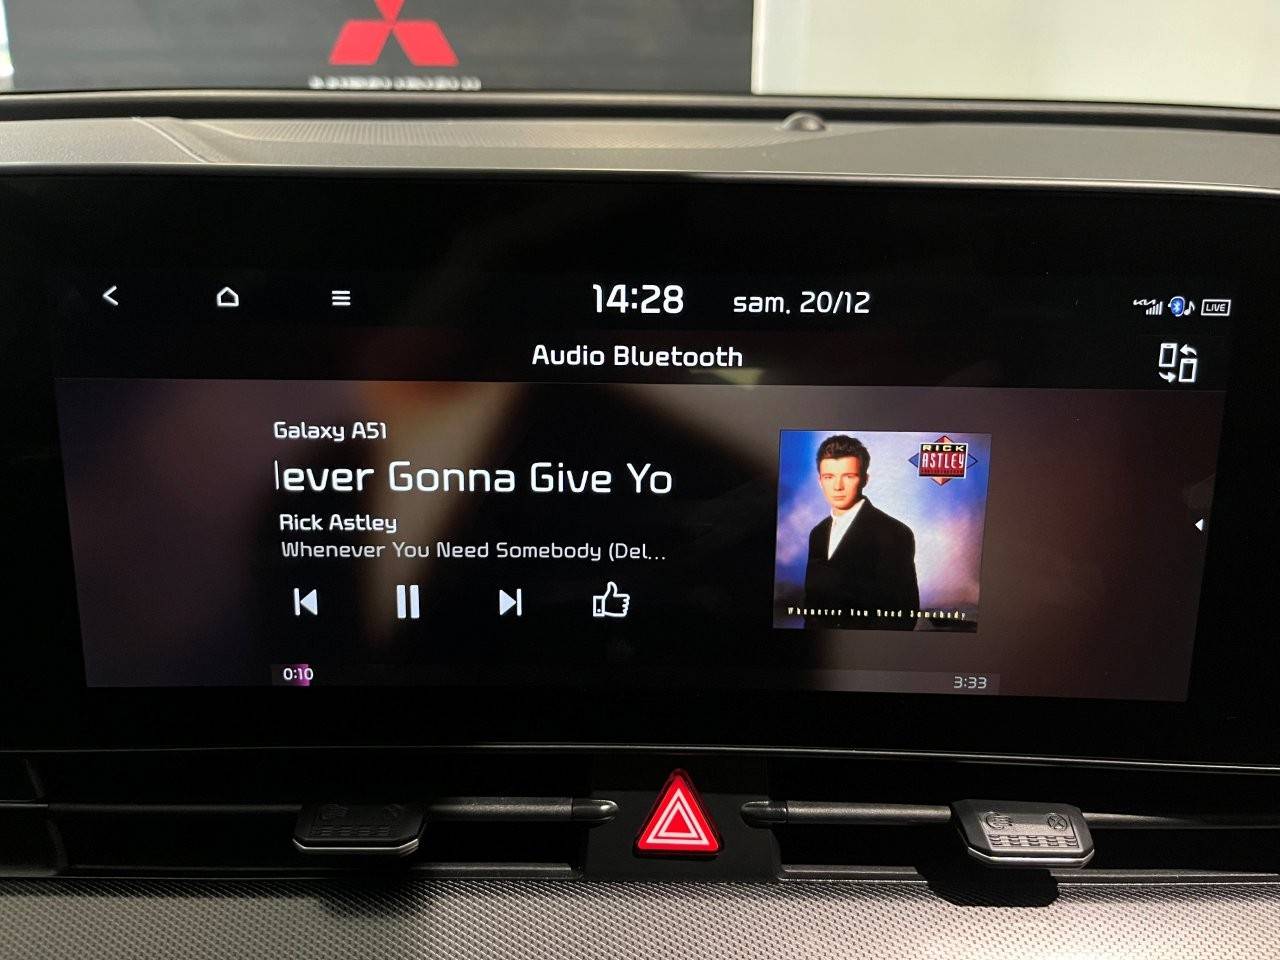 14:28
sam. 20/12
LIVE
Audio Bluetooth
Galaxy A51
ever Gonna Give Yo
Rick Astley
Whenever You Need Somebody (Del...
0:10
3:33
RICK
ASTLEY
Whenever You Need Somebody